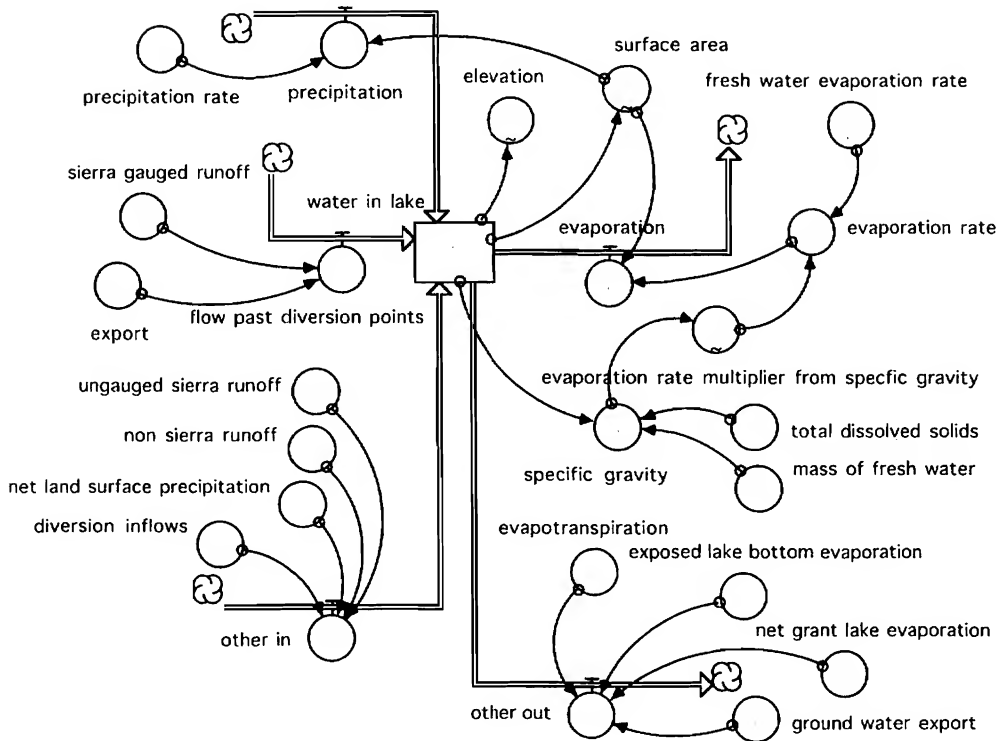 surface area
elevation
fresh water evaporation rate
precipitation rate
precipitation
sierra gauged runoff
water in lake
evaporation
evaporation rate
export
flow past diversion points
evaporation rate multiplier from specfic gravity
ungauged sierra runoff
non sierra runoff
total dissolved solids
specific gravity
mass of fresh water
net land surface precipitation
diversion inflows
evapotranspiration
exposed lake bottom evaporation
other in
net grant lake evaporation
other out
ground water export